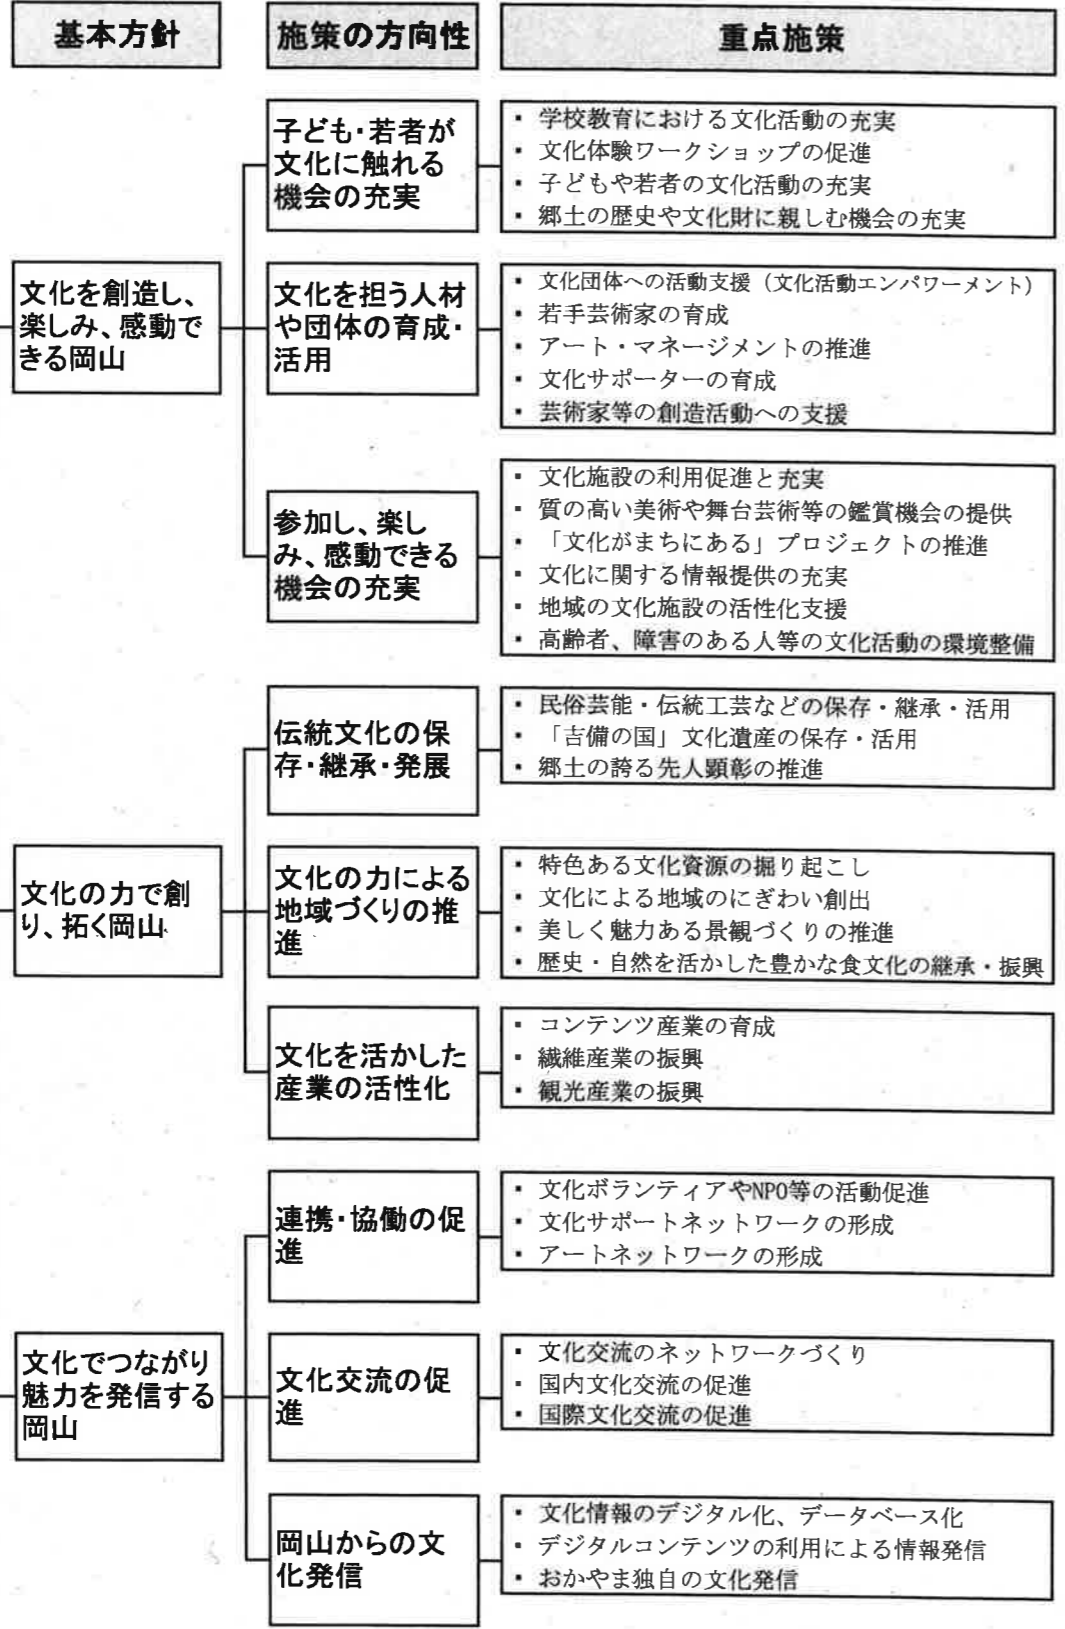 基本方針
施策の方向性
重点施策
文化を創造し、
楽しみ、感動で
きる岡山
子ども・若者が
文化に触れる
機会の充実
▪ 学校教育における文化活動の充実
▪ 文化体験ワークショップの促進
▪ 子どもや若者の文化活動の充実
▪ 郷土の歴史や文化財に親しむ機会の充実
文化を担う人材
や団体の育成・
活用
▪ 文化団体への活動支援（文化活動エンパワーメント）
▪ 若手芸術家の育成
▪ アート・マネージメントの推進
▪ 文化サポーターの育成
▪ 芸術家等の創造活動への支援
参加し、楽し
み、感動できる
機会の充実
▪ 文化施設の利用促進と充実
▪ 質の高い美術や舞台芸術等の鑑賞機会の提供
▪ 「文化がまちにある」プロジェクトの推進
▪ 文化に関する情報提供の充実
▪ 地域の文化施設の活性化支援
▪ 高齢者、障害のある人等の文化活動の環境整備
文化の力で創
り、拓く岡山
伝統文化の保
存・継承・発展
▪ 民俗芸能・伝統工芸などの保存・継承・活用
▪ 「吉備の国」文化遺産の保存・活用
▪ 郷土の誇る先人顕彰の推進
文化の力による
地域づくりの推
進
▪ 特色ある文化資源の掘り起こし
▪ 文化による地域のにぎわい創出
▪ 美しく魅力ある景観づくりの推進
▪ 歴史・自然を活かした豊かな食文化の継承・振興
文化を活かした
産業の活性化
▪ コンテンツ産業の育成
▪ 繊維産業の振興
▪ 観光産業の振興
文化でつながり
魅力を発信する
岡山
連携・協働の促
進
▪ 文化ボランティアやNPO等の活動促進
▪ 文化サポートネットワークの形成
▪ アートネットワークの形成
文化交流の促
進
▪ 文化交流のネットワークづくり
▪ 国内文化交流の促進
▪ 国際文化交流の促進
岡山からの文
化発信
▪ 文化情報のデジタル化、データベース化
▪ デジタルコンテンツの利用による情報発信
▪ おかやま独自の文化発信